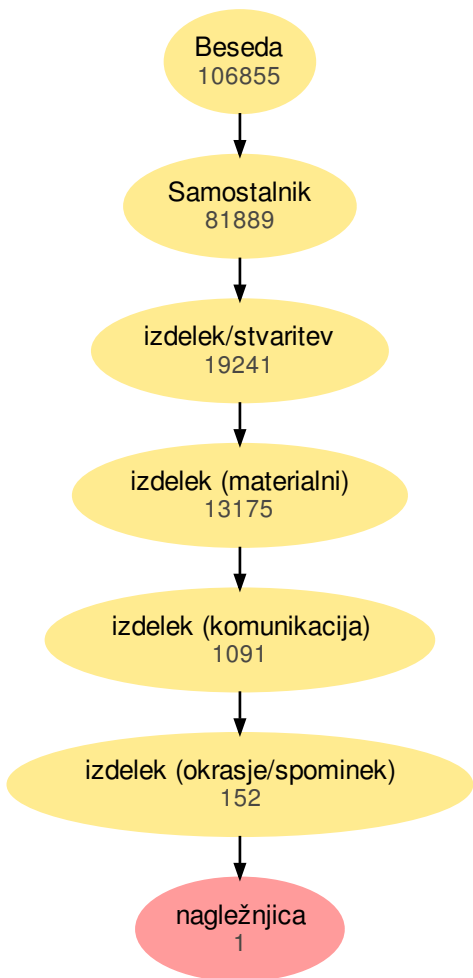 Beseda
106855
Samostalnik
81889
izdelek/stvaritev
19241
izdelek (materialni)
13175
izdelek (komunikacija)
1091
izdelek (okrasje/spominek)
152
nagležnjica
1